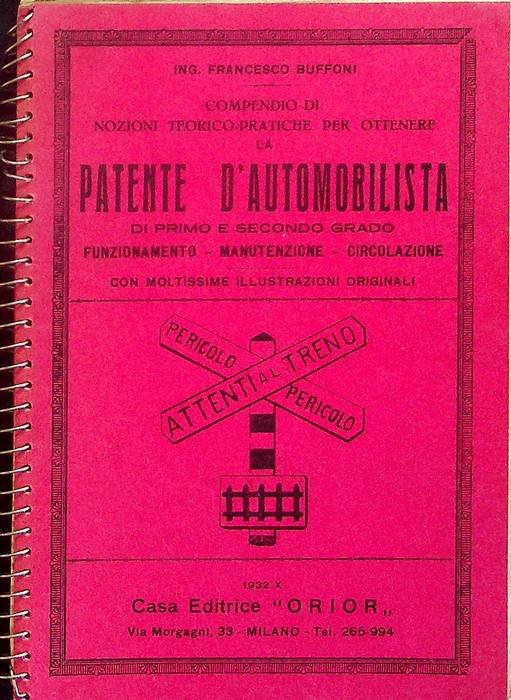 ING. FRANCESCO BUFFONI
COMPENDIO DI
NOZIONI TEORICO-PRATICHE PER OTTENERE
LA
PATENTE D'AUTOMOBILISTA
DI PRIMO E SECONDO GRADO
FUNZIONAMENTO - MANUTENZIONE - CIRCOLAZIONE
CON MOLTISSIME ILLUSTRAZIONI ORIGINALI
PERICOLO
ATTENTI AL TRENO
PERICOLO
1932 X
Casa Editrice "ORIOR„
Via Morgagni, 33 - MILANO - Tel. 265-994